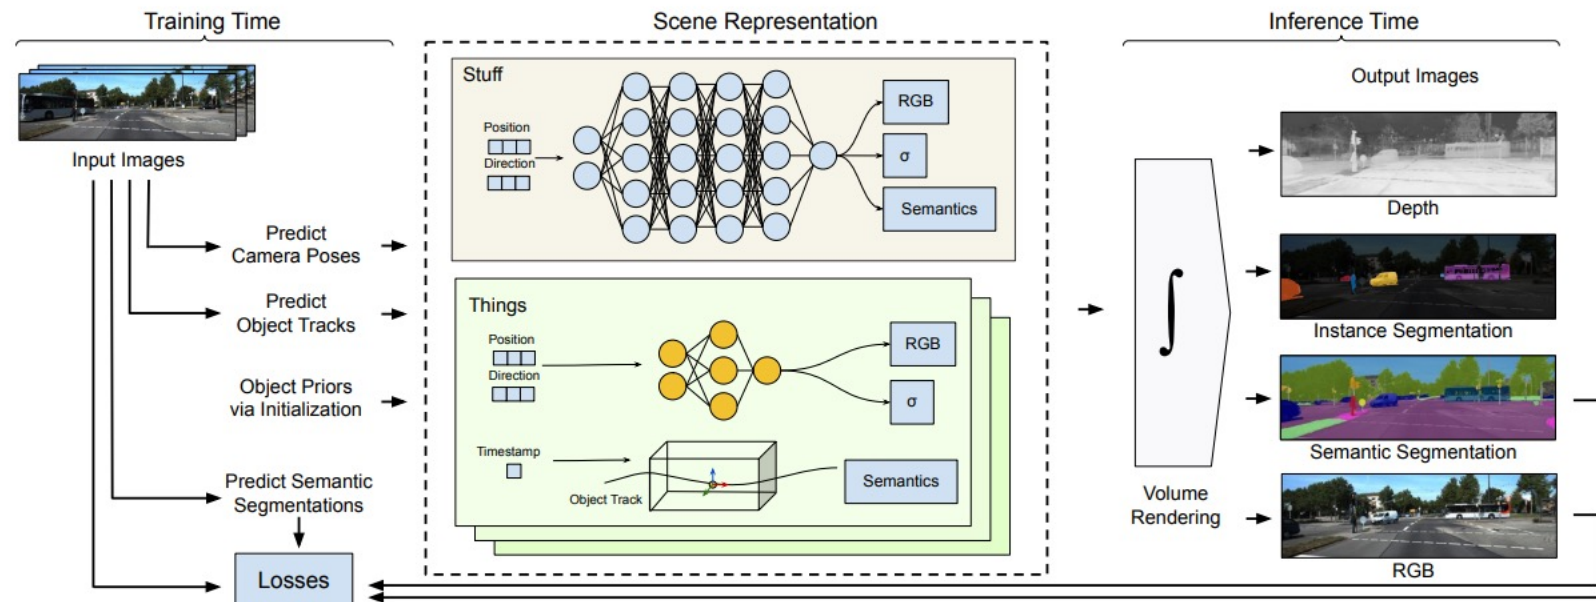 Training Time
Scene Representation
Inference Time
Input Images
Predict
Camera Poses
Predict
Object Tracks
Object Priors
via Initialization
Predict Semantic
Segmentations
Losses
Stuff
Position
Direction
RGB
σ
Semantics
Things
Position
Direction
RGB
σ
Timestamp
Object Track
Semantics
∫
Volume
Rendering
Output Images
Depth
Instance Segmentation
Semantic Segmentation
RGB